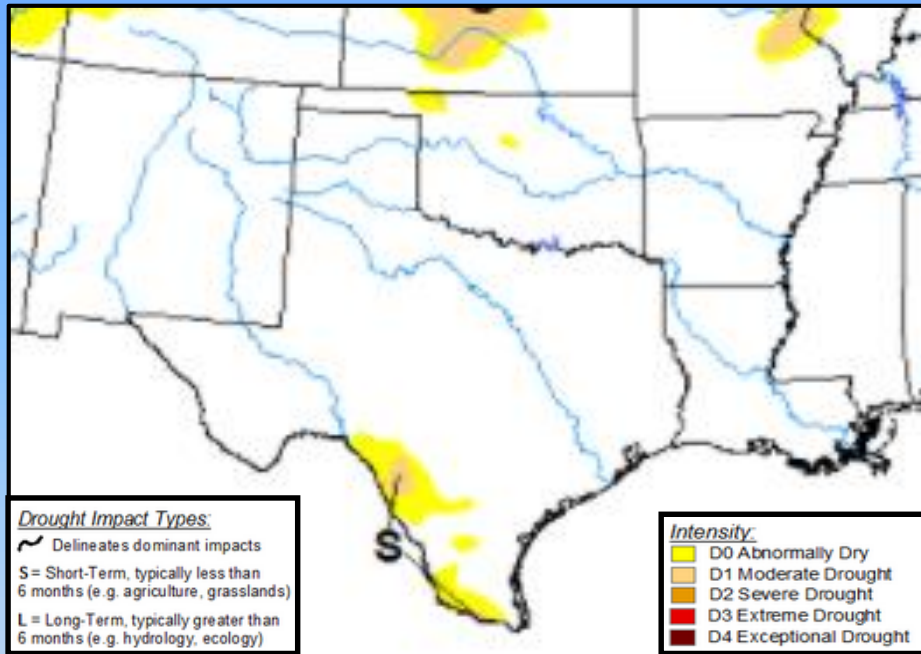 S
Drought Impact Types:
Delineates dominant impacts
S = Short-Term, typically less than
6 months (e.g. agriculture, grasslands)
L = Long-Term, typically greater than
6 months (e.g. hydrology, ecology)
Intensity:
D0 Abnormally Dry
D1 Moderate Drought
D2 Severe Drought
D3 Extreme Drought
D4 Exceptional Drought